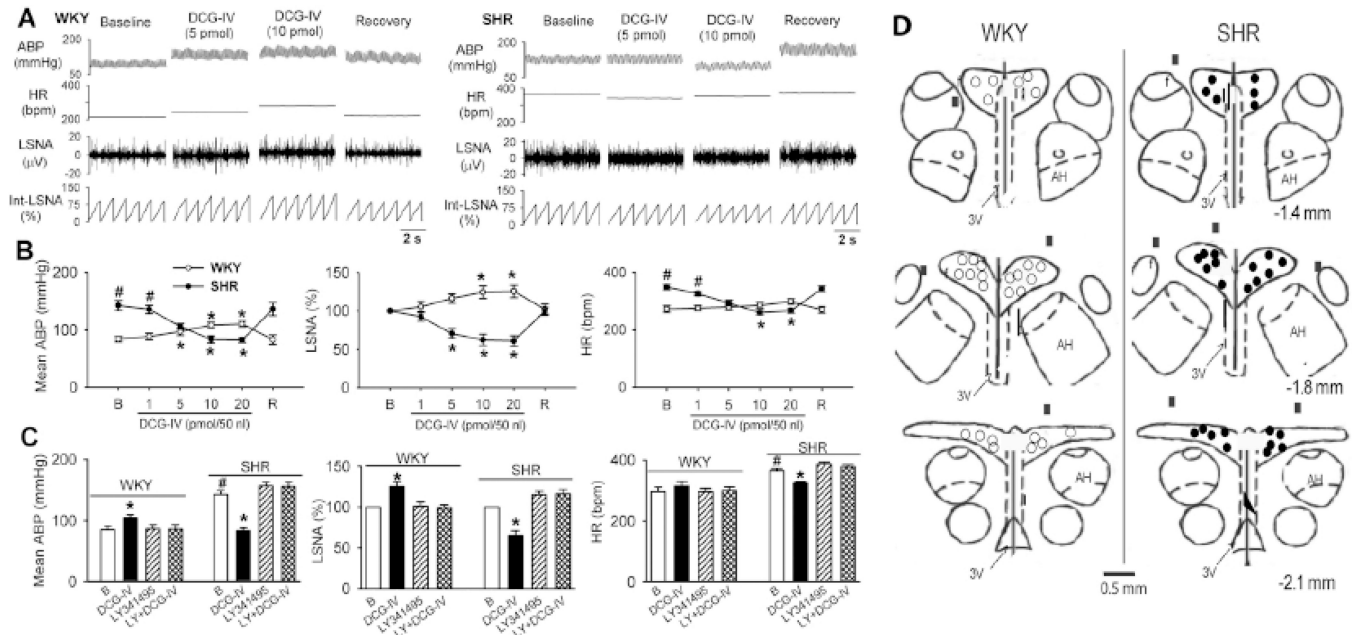 A WKY Baseline DCG-IV (5 pmol) DCG-IV (10 pmol) Recovery
ABP (mmHg) 200 50
HR (bpm) 400 200
LSNA (µV) 20 0 -20
Int-LSNA (%) 150 75 0
2 s
SHR Baseline DCG-IV (5 pmol) DCG-IV (10 pmol) Recovery
ABP (mmHg) 200 50
HR (bpm) 400 200
LSNA (µV) 20 0 -20
Int-LSNA (%) 150 75 0
2 s
B
Mean ABP (mmHg)
200
100
0
WKY
SHR
# # * * * * *
B 1 5 10 20 R
DCG-IV (pmol/50 nl)
LSNA (%)
150
100
50
0
* * * * *
B 1 5 10 20 R
DCG-IV (pmol/50 nl)
HR (bpm)
400
200
0
# # * *
B 1 5 10 20 R
DCG-IV (pmol/50 nl)
C
Mean ABP (mmHg)
200
100
0
WKY SHR
* # *
B DCG-IV LY341495 LY+DCG-IV B DCG-IV LY341495 LY+DCG-IV
LSNA (%)
150
100
50
0
WKY SHR
* *
B DCG-IV LY341495 LY+DCG-IV B DCG-IV LY341495 LY+DCG-IV
HR (bpm)
400
200
0
WKY SHR
# *
B DCG-IV LY341495 LY+DCG-IV B DCG-IV LY341495 LY+DCG-IV
D
WKY SHR
f f
C C
AH
3V 3V
-1.4 mm
f f
AH AH
3V 3V
-1.8 mm
AH AH
3V 3V
0.5 mm
-2.1 mm